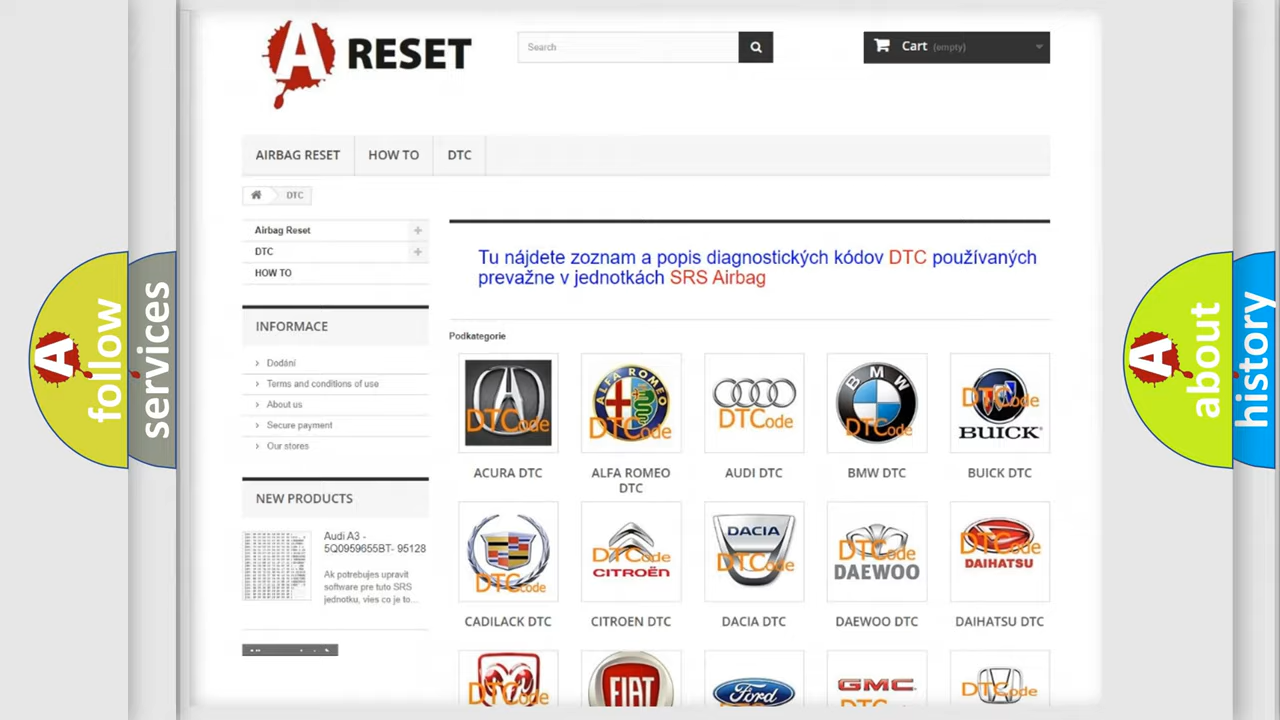 A RESET
Search
Cart (empty)
AIRBAG RESET
HOW TO
DTC
DTC
Airbag Reset
DTC
HOW TO
INFORMACE
Dodání
Terms and conditions of use
About us
Secure payment
Our stores
NEW PRODUCTS
Audi A3 -
5Q0959655BT- 95128
Ak potrebujes upravit
software pre tuto SRS
jednotku, vies co je to...
Tu nájdete zoznam a popis diagnostických kódov DTC používaných
prevažne v jednotkách SRS Airbag
Podkategorie
DTCode
ALFA ROMEO
DTCode
DTCode
BMW
DTCode
DTCode
BUICK
ACURA DTC
ALFA ROMEO
DTC
AUDI DTC
BMW DTC
BUICK DTC
DTCode
DTCode
CITROËN
DACIA
DTCode
DTCode
DAEWOO
DTCode
DAIHATSU
CADILACK DTC
CITROEN DTC
DACIA DTC
DAEWOO DTC
DAIHATSU DTC
DTCode
FIAT
Ford
GMC
DTCode
A follow
services
A about
history